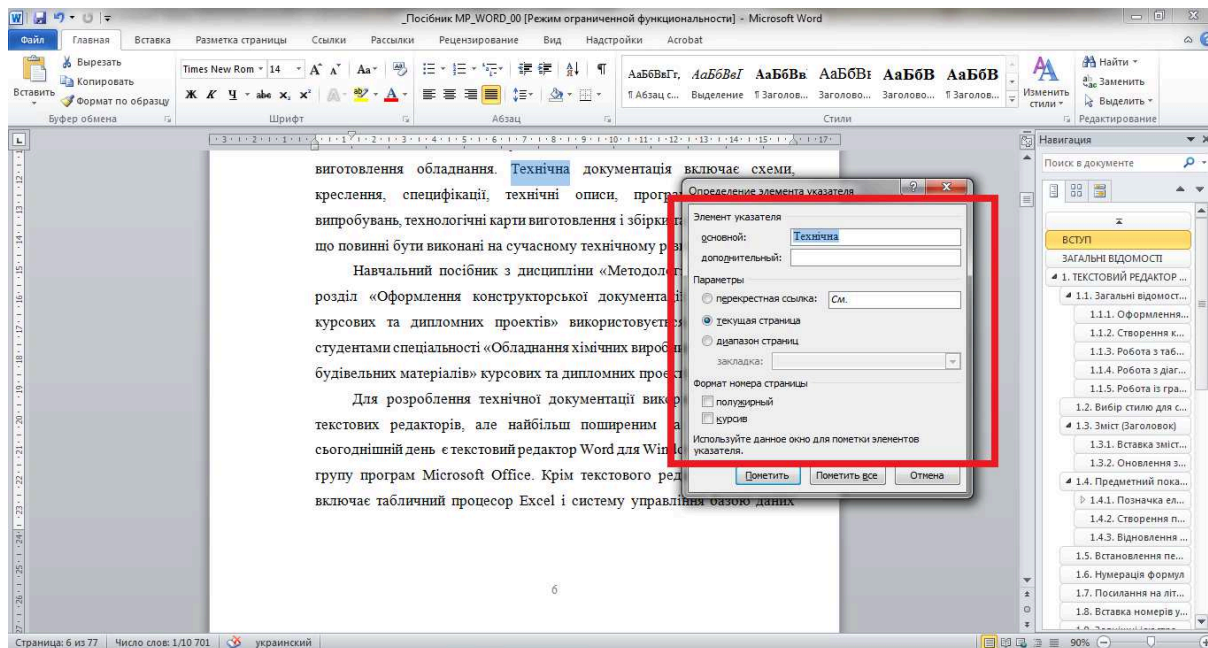 _Посібник MP_WORD_00 [Режим ограниченной функциональности] - Microsoft Word
Файл Главная Вставка Разметка страницы Ссылки Рассылки Рецензирование Вид Надстройки Acrobat
Вставить
Вырезать
Копировать
Формат по образцу
Буфер обмена
Times New Rom 14
Ж К Ч abc x, x²
Шрифт
Абзац
АаБбВвГг, АаБбВвГ АаБбВв АаБбВв АаБбВ АаБбВ
¶ Абзац с... Выделение ¶ Заголов... Заголово... Заголово... ¶ Заголов...
Стили
Изменить стили
Найти
Заменить
Выделить
Редактирование
виготовлення обладнання. Технічна документація включає схеми,
креслення, специфікації, технічні описи,
випробувань, технологічні карти виготовлення і збірки
що повинні бути виконані на сучасному технічному
Навчальний посібник з дисципліни
розділ «Оформлення конструкторської
курсових та дипломних проектів»
студентами спеціальності «Обладнання хімічних
будівельних матеріалів» курсових та дипломних
Для розроблення технічної документації
текстових редакторів, але найбільш поширеним
сьогоднішній день є текстовий редактор Word для
групу програм Microsoft Office. Крім текстового
включає табличний процесор Excel і систему управління базою даних
6
Определение элемента указателя
Элемент указателя
основной: Технічна
дополнительный:
Параметры
перекрестная ссылка: См.
текущая страница
диапазон страниц
закладка:
Формат номера страницы
полужирный
курсив
Используйте данное окно для пометки элементов
указателя.
Пометить Пометить все Отмена
Навигация
Поиск в документе
ВСТУП
ЗАГАЛЬНІ ВІДОМОСТІ
1. ТЕКСТОВИЙ РЕДАКТОР ...
1.1. Загальні відомост...
1.1.1. Оформлення...
1.1.2. Створення к...
1.1.3. Робота з таб...
1.1.4. Робота з діаг...
1.1.5. Робота із гра...
1.2. Вибір стилю для с...
1.3. Зміст (Заголовок)
1.3.1. Вставка зміст...
1.3.2. Оновлення з...
1.4. Предметний пока...
1.4.1. Позначка ел...
1.4.2. Створення п...
1.4.3. Відновлення ...
1.5. Встановлення пе...
1.6. Нумерація формул
1.7. Посилання на літ...
1.8. Вставка номерів у...
Страница: 6 из 77 Число слов: 1/10 701 украинский 90%